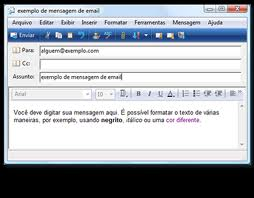 exemplo de mensagem de email
Arquivo Editar Exibir Inserir Formatar Ferramentas Mensagem Ajuda
Enviar
Para: alguem@exemplo.com
Cc:
Assunto: exemplo de mensagem de email
Arial 10 B I U A
Você deve digitar sua mensagem aqui. É possível formatar o texto de várias
maneiras, por exemplo, usando negrito, itálico ou uma cor diferente.